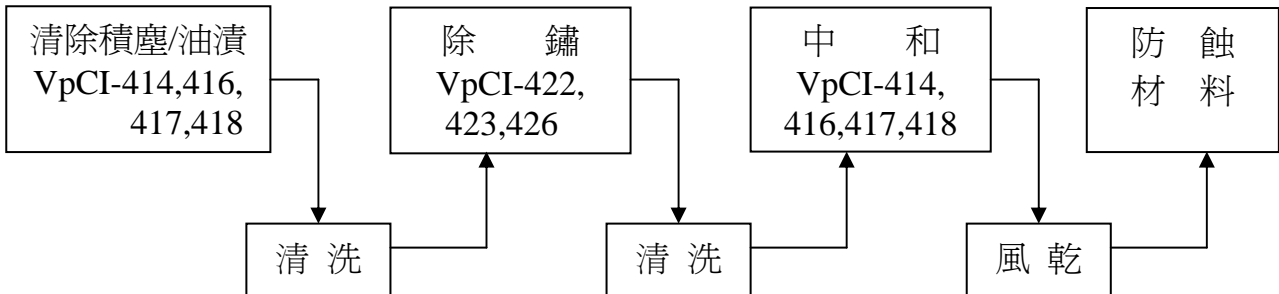 清除積塵/油漬
VpCI-414,416,
417,418
清 洗
除 鏽
VpCI-422,
423,426
清 洗
中 和
VpCI-414,
416,417,418
風 乾
防 蝕
材 料